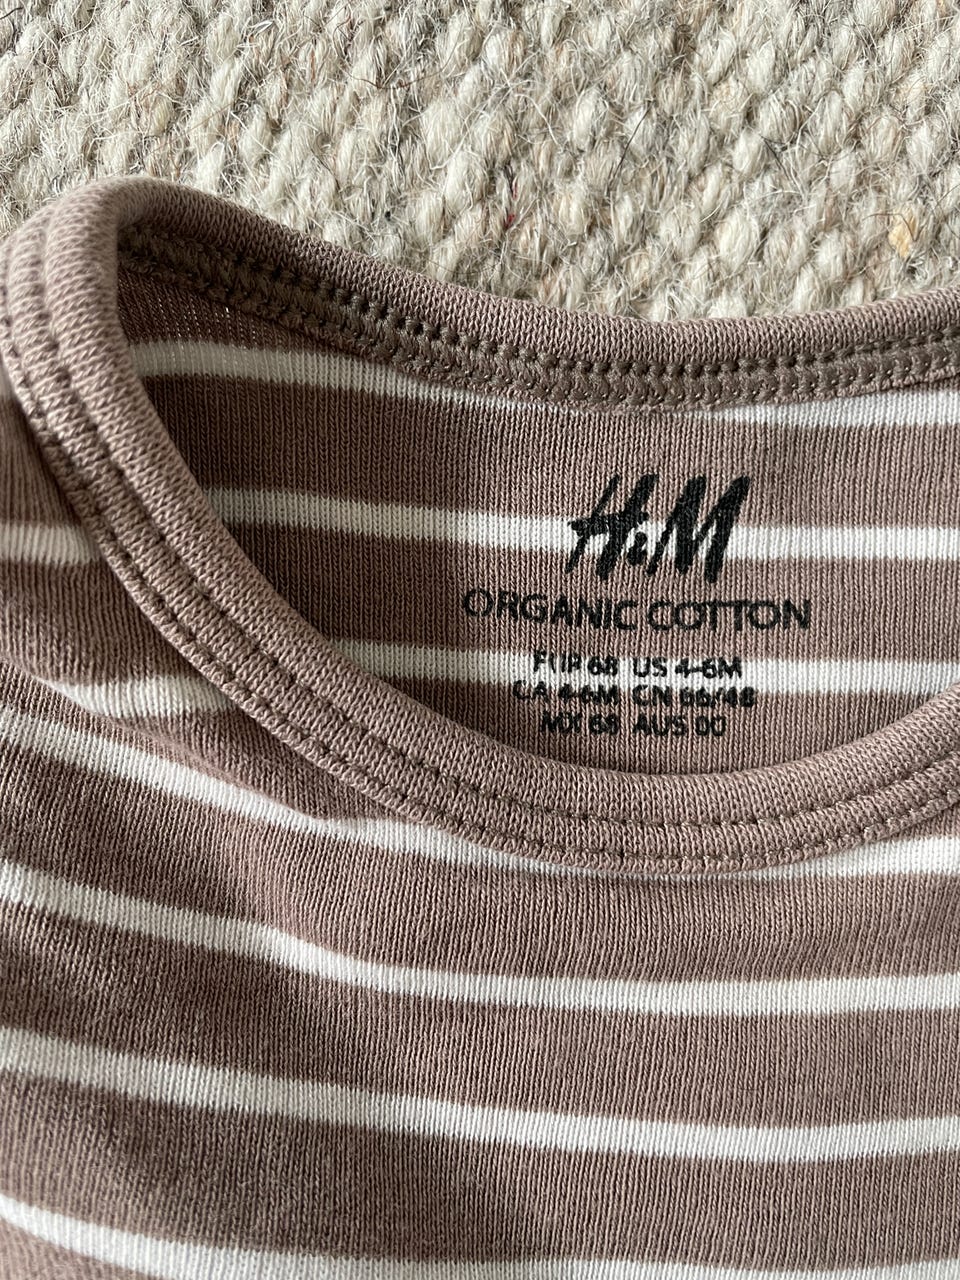 H&M
ORGANIC COTTON
EUR 68 US 4-6M
CA 4-6M CN 66/48
MX 68 AUS 00